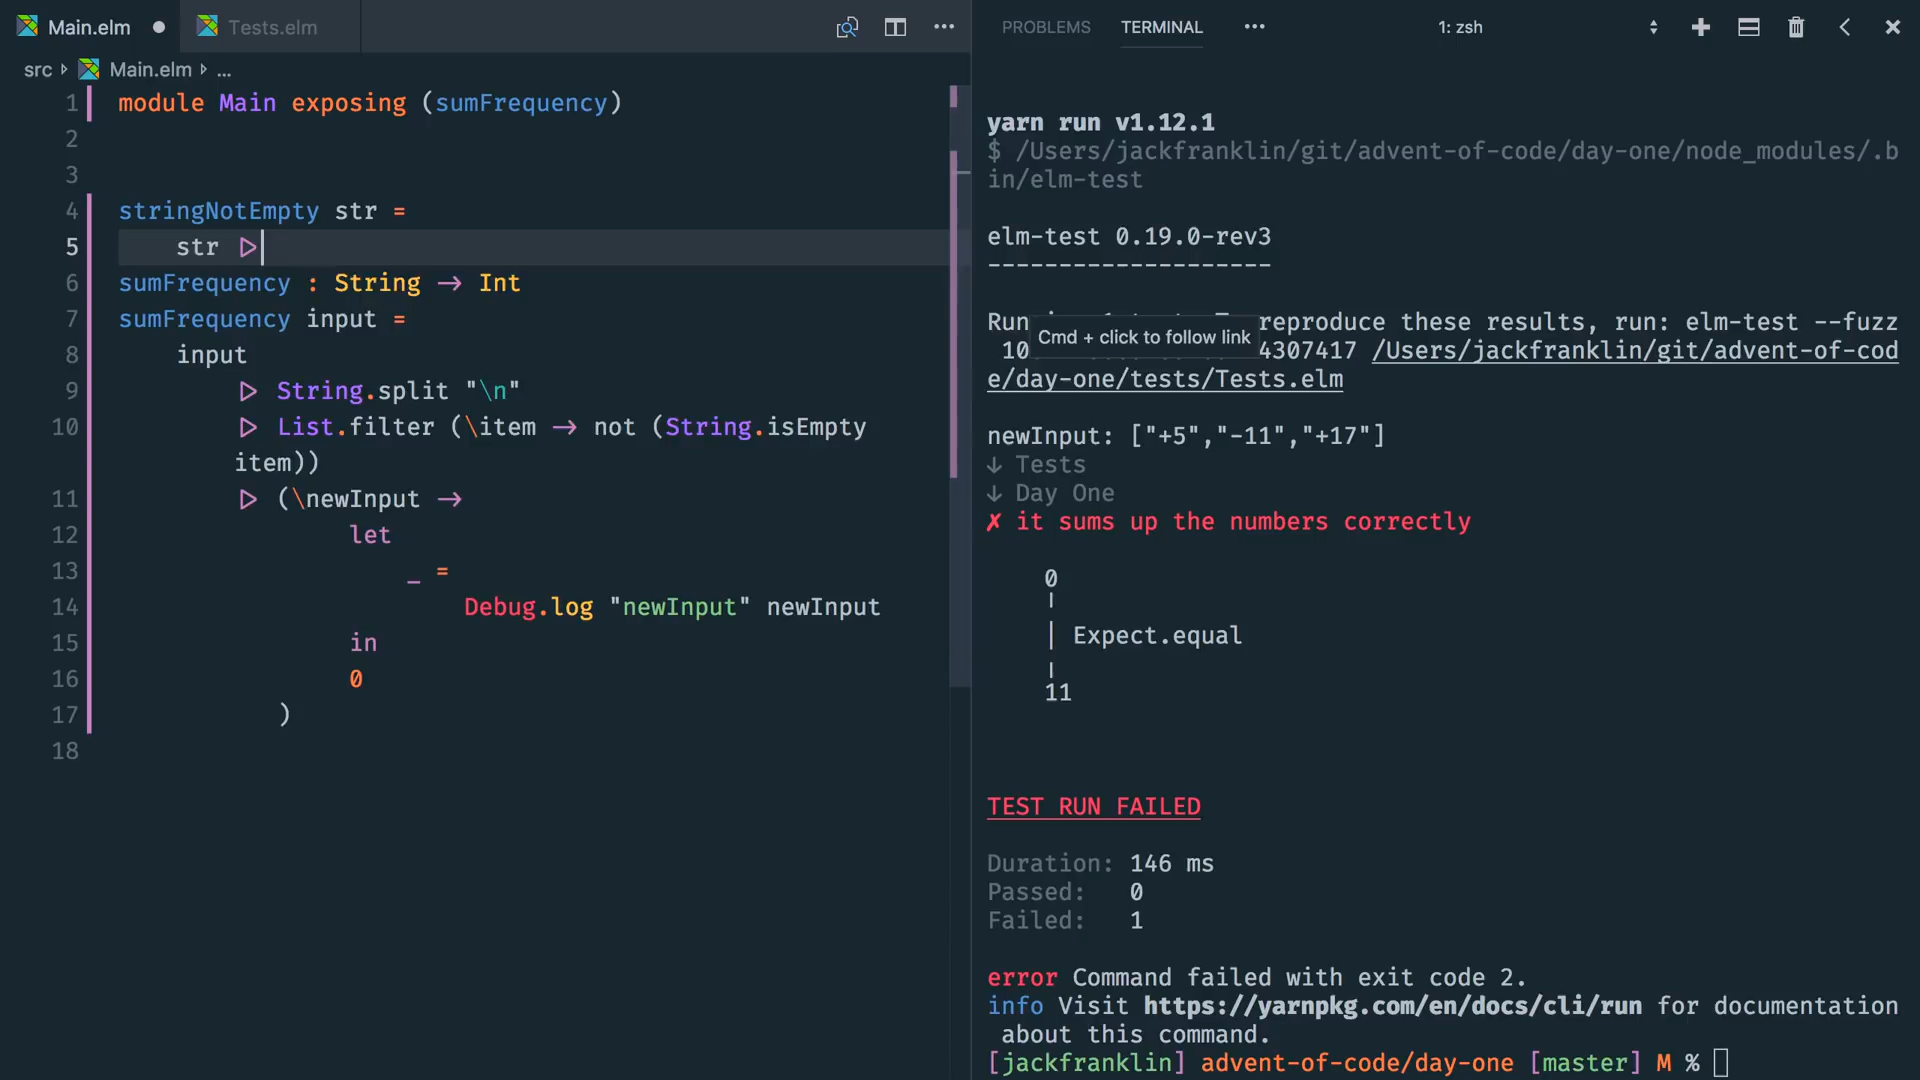 Main.elm
Tests.elm
src Main.elm ...
1 module Main exposing (sumFrequency)
2
3
4 stringNotEmpty str =
5 str ▷
6 sumFrequency : String → Int
7 sumFrequency input =
8 input
9 ▷ String.split "\n"
10 ▷ List.filter (\item → not (String.isEmpty
item))
11 ▷ (\newInput →
12 let
13 _ =
14 Debug.log "newInput" newInput
15 in
16 0
17 )
18
PROBLEMS TERMINAL ... 1: zsh
yarn run v1.12.1
$ /Users/jackfranklin/git/advent-of-code/day-one/node_modules/.b
in/elm-test
elm-test 0.19.0-rev3
--------------------
reproduce these results, run: elm-test --fuzz
Cmd + click to follow link
4307417 /Users/jackfranklin/git/advent-of-cod
e/day-one/tests/Tests.elm
newInput: ["+5","-11","+17"]
↓ Tests
↓ Day One
✗ it sums up the numbers correctly
0
╷
│ Expect.equal
╵
11
TEST RUN FAILED
Duration: 146 ms
Passed: 0
Failed: 1
error Command failed with exit code 2.
info Visit https://yarnpkg.com/en/docs/cli/run for documentation
about this command.
[jackfranklin] advent-of-code/day-one [master] M %